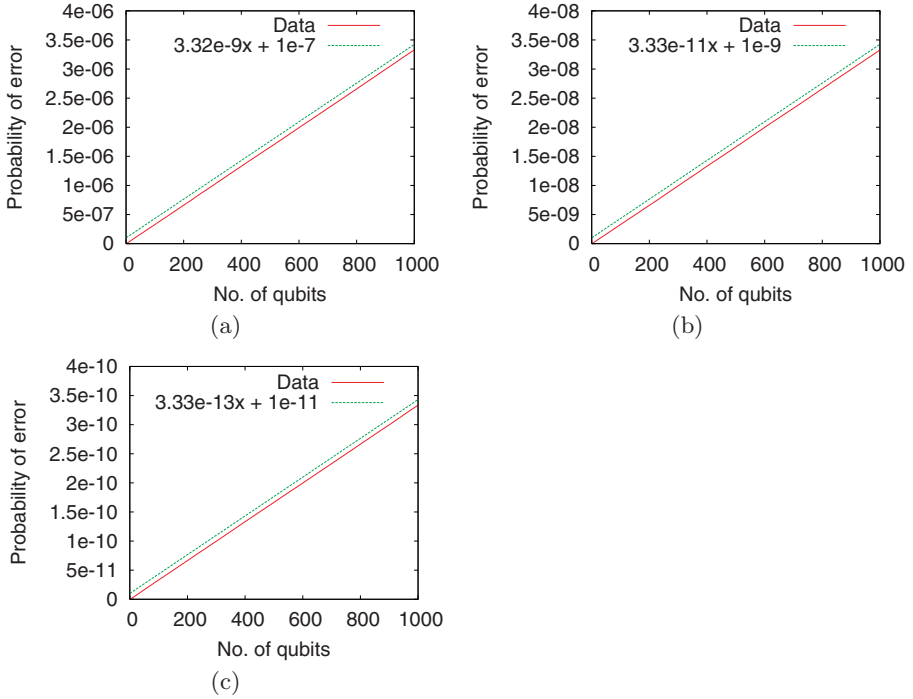 4e-06
3.5e-06
3e-06
2.5e-06
2e-06
1.5e-06
1e-06
5e-07
0
Probability of error
Data
3.32e-9x + 1e-7
0 200 400 600 800 1000
No. of qubits
(a)
4e-08
3.5e-08
3e-08
2.5e-08
2e-08
1.5e-08
1e-08
5e-09
0
Probability of error
Data
3.33e-11x + 1e-9
0 200 400 600 800 1000
No. of qubits
(b)
4e-10
3.5e-10
3e-10
2.5e-10
2e-10
1.5e-10
1e-10
5e-11
0
Probability of error
Data
3.33e-13x + 1e-11
0 200 400 600 800 1000
No. of qubits
(c)